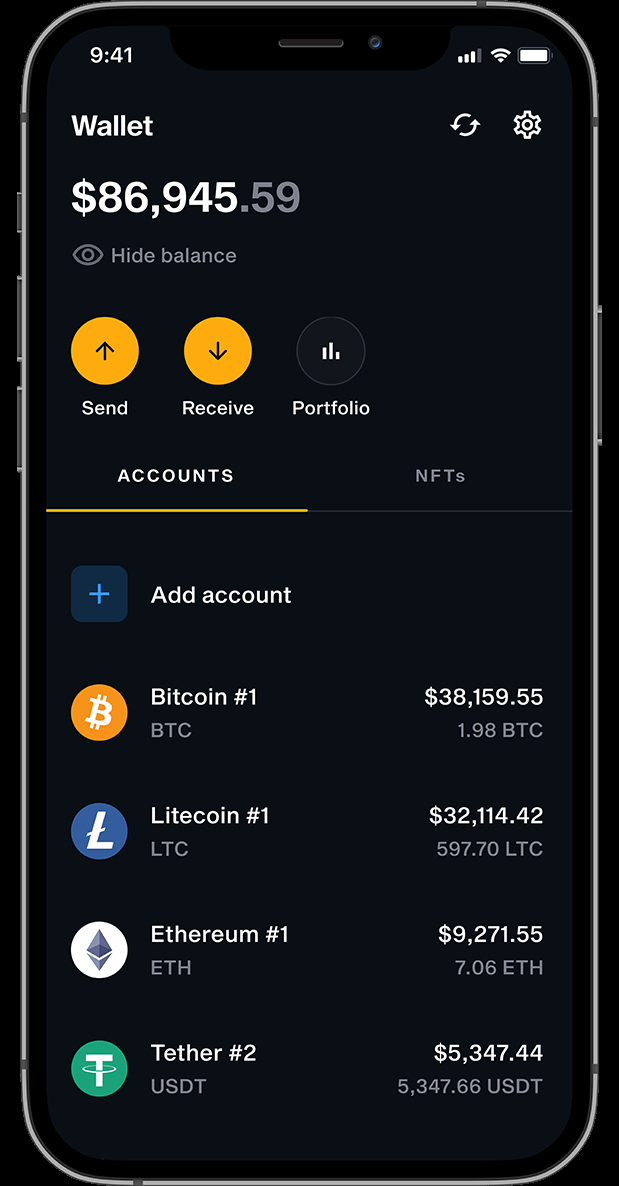 9:41
Wallet
$86,945.59
Hide balance
Send Receive Portfolio
ACCOUNTS NFTs
Add account
Bitcoin #1 $38,159.55
BTC 1.98 BTC
Litecoin #1 $32,114.42
LTC 597.70 LTC
Ethereum #1 $9,271.55
ETH 7.06 ETH
Tether #2 $5,347.44
USDT 5,347.66 USDT